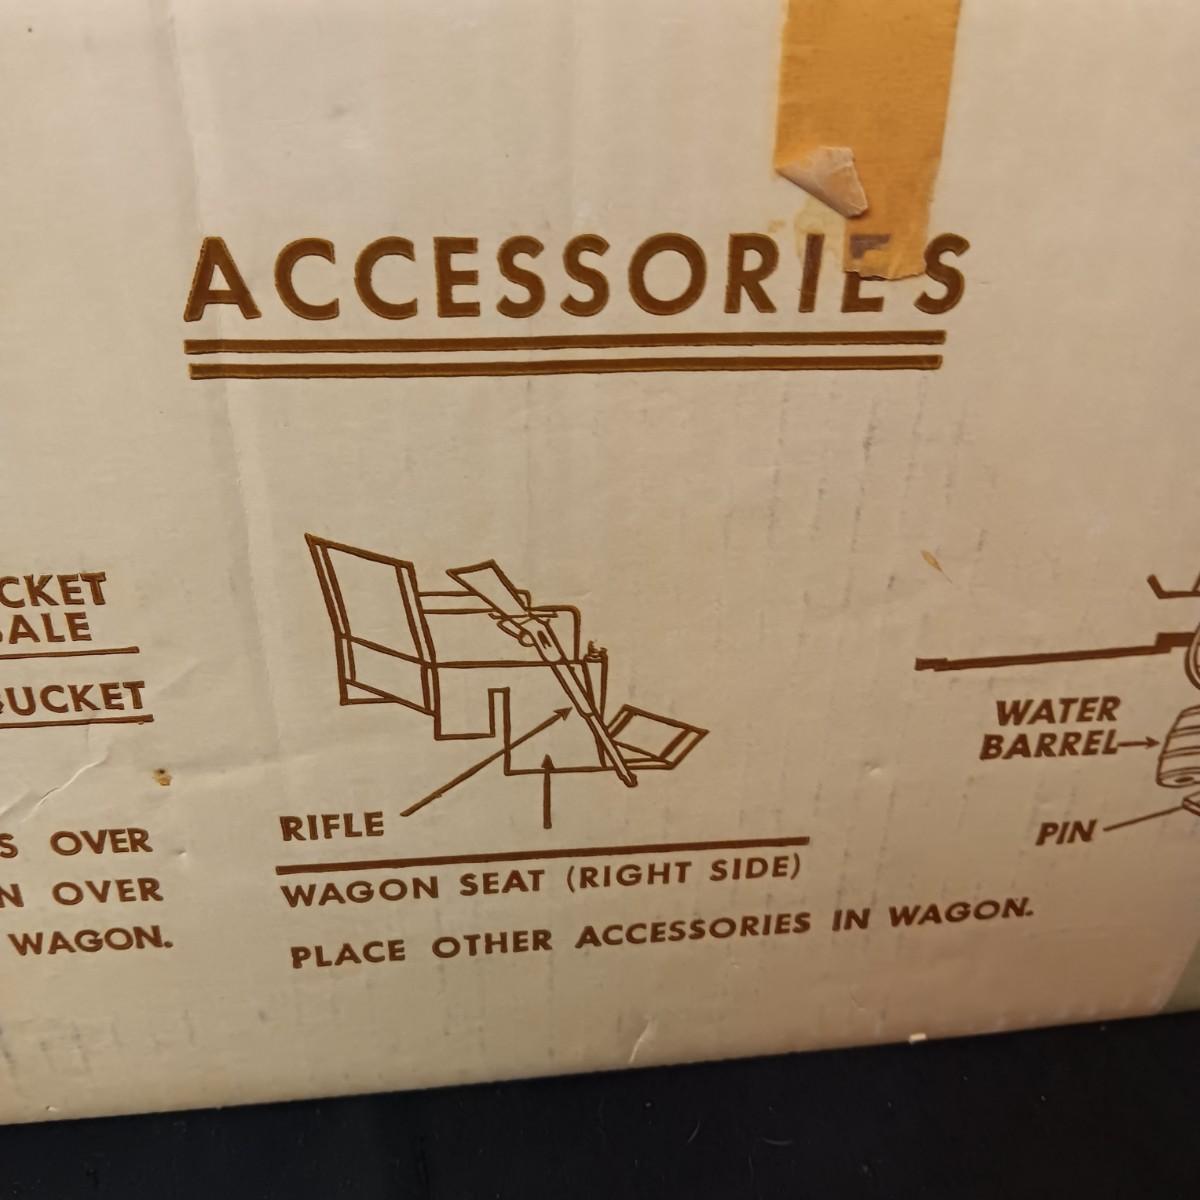 ACCESSORIES
CKET
ALE
BUCKET
S OVER
N OVER
WAGON.
RIFLE
WAGON SEAT (RIGHT SIDE)
PLACE OTHER ACCESSORIES IN WAGON.
WATER
BARREL
PIN